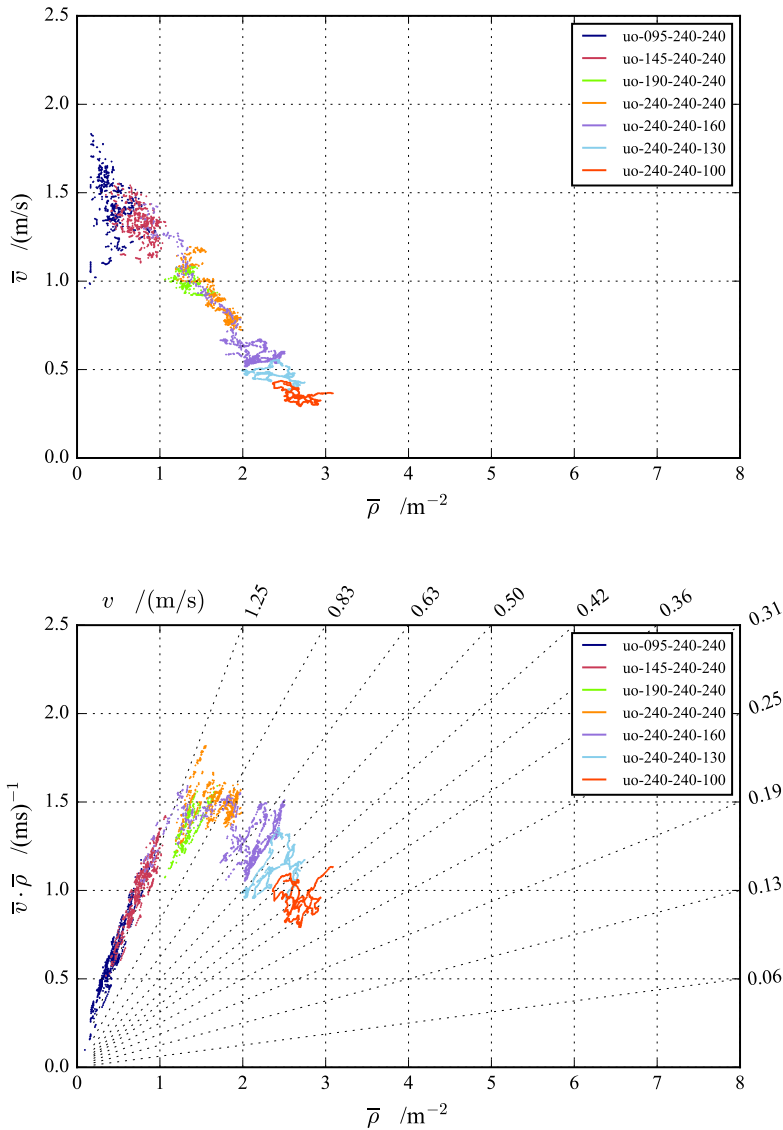 2.5
2.0
1.5
1.0
0.5
0.0
v̅ /(m/s)
uo-095-240-240
uo-145-240-240
uo-190-240-240
uo-240-240-240
uo-240-240-160
uo-240-240-130
uo-240-240-100
0 1 2 3 4 5 6 7 8
ρ̅ /m⁻²
v /(m/s)
1.25 0.83 0.63 0.50 0.42 0.36 0.31
0.25
0.19
0.13
0.06
2.5
2.0
1.5
1.0
0.5
0.0
v̅ · ρ̅ /(ms)⁻¹
uo-095-240-240
uo-145-240-240
uo-190-240-240
uo-240-240-240
uo-240-240-160
uo-240-240-130
uo-240-240-100
0 1 2 3 4 5 6 7 8
ρ̅ /m⁻²